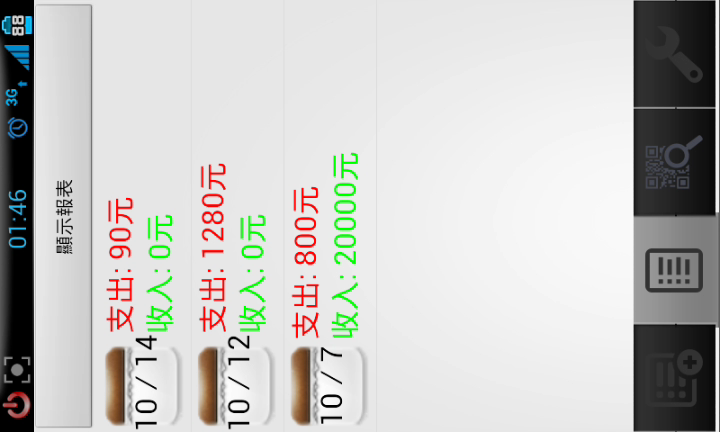 88
3G
01:46
顯示報表
10 / 14
支出: 90元
收入: 0元
10 / 12
支出: 1280元
收入: 0元
10 / 7
支出: 800元
收入: 20000元